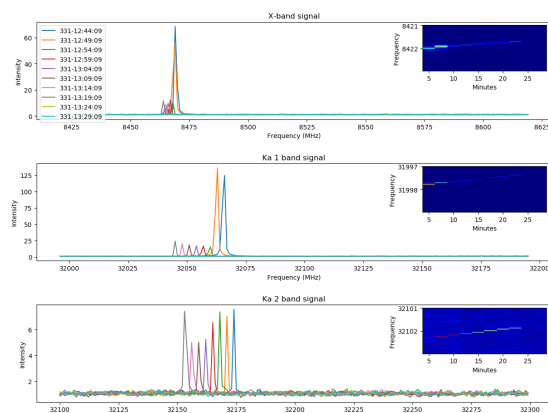 X-band signal
331-12:44:09
331-12:49:09
331-12:54:09
331-12:59:09
331-13:04:09
331-13:09:09
331-13:14:09
331-13:19:09
331-13:24:09
331-13:29:09
Intensity
60
40
20
0
8425 8450 8475 8500 8525 8550 8575 8600 8625
Frequency (MHz)
Frequency
8421
8422
5 10 15 20 25
Minutes
Ka 1 band signal
Intensity
125
100
75
50
25
0
32000 32025 32050 32075 32100 32125 32150 32175 32200
Frequency (MHz)
Frequency
31997
31998
5 10 15 20 25
Minutes
Ka 2 band signal
Intensity
6
4
2
32100 32125 32150 32175 32200 32225 32250 32275 32300
Frequency (MHz)
Frequency
32101
32102
5 10 15 20 25
Minutes